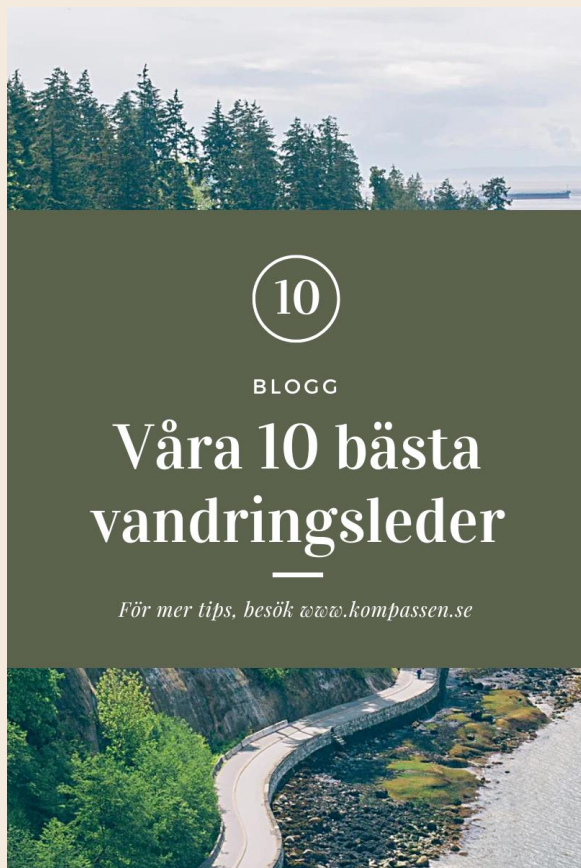 10
BLOGG
Våra 10 bästa
vandringsleder
För mer tips, besök www.kompassen.se